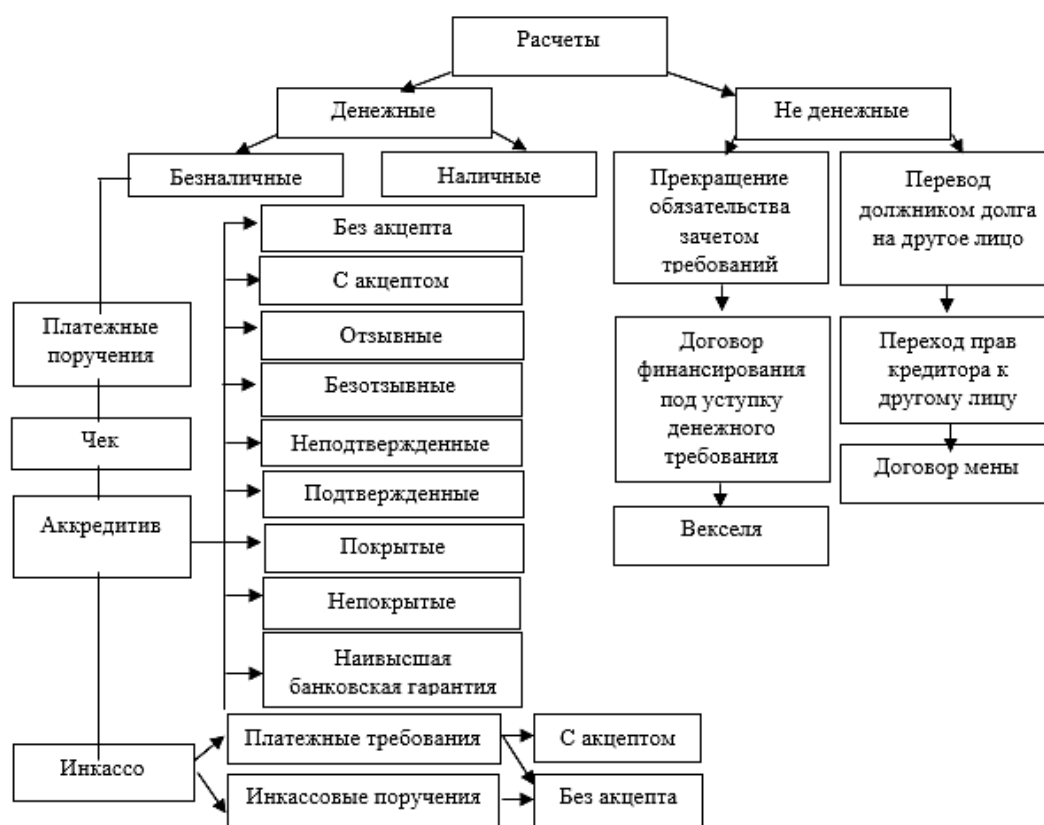 Расчеты
Денежные
Не денежные
Безналичные
Наличные
Прекращение
обязательства
зачетом
требований
Перевод
должником долга
на другое лицо
Без акцепта
С акцептом
Отзывные
Безотзывные
Неподтвержденные
Подтвержденные
Покрытые
Непокрытые
Наивысшая
банковская гарантия
Платежные
поручения
Чек
Аккредитив
Инкассо
Договор
финансирования
под уступку
денежного
требования
Переход прав
кредитора к
другому лицу
Договор мены
Векселя
Платежные требования
С акцептом
Инкассовые поручения
Без акцепта